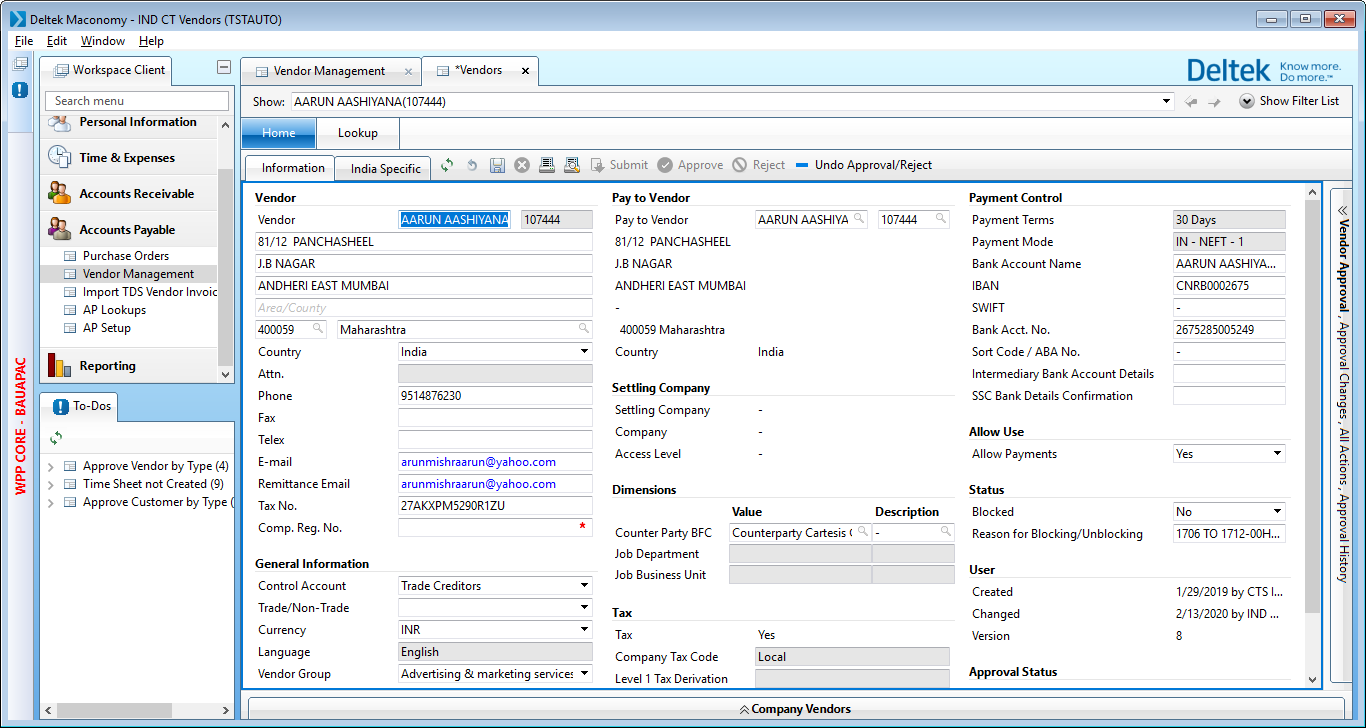 Deltek Maconomy - IND CT Vendors (TSTAUTO)
File Edit Window Help
Workspace Client
Search menu
Personal Information
Time & Expenses
Accounts Receivable
Accounts Payable
Purchase Orders
Vendor Management
Import TDS Vendor Invoic
AP Lookups
AP Setup
Reporting
WPP CORE - BAUAPAC
To-Dos
Approve Vendor by Type (4)
Time Sheet not Created (9)
Approve Customer by Type (
Vendor Management
*Vendors
Deltek Know more.
Do more.™
Show: AARUN AASHIYANA(107444)
Show Filter List
Home Lookup
Information India Specific
Submit Approve Reject Undo Approval/Reject
Vendor
Vendor AARUN AASHIYANA 107444
81/12 PANCHASHEEL
J.B NAGAR
ANDHERI EAST MUMBAI
Area/County
400059 Maharashtra
Country India
Attn.
Phone 9514876230
Fax
Telex
E-mail arunmishraarun@yahoo.com
Remittance Email arunmishraarun@yahoo.com
Tax No. 27AKXPM5290R1ZU
Comp. Reg. No. *
General Information
Control Account Trade Creditors
Trade/Non-Trade
Currency INR
Language English
Vendor Group Advertising & marketing services
Pay to Vendor
Pay to Vendor AARUN AASHIYA 107444
81/12 PANCHASHEEL
J.B NAGAR
ANDHERI EAST MUMBAI
-
400059 Maharashtra
Country India
Settling Company
Settling Company -
Company -
Access Level -
Dimensions
Value Description
Counter Party BFC Counterparty Cartesis -
Job Department
Job Business Unit
Tax
Tax Yes
Company Tax Code Local
Level 1 Tax Derivation
Payment Control
Payment Terms 30 Days
Payment Mode IN - NEFT - 1
Bank Account Name AARUN AASHIYA...
IBAN CNRB0002675
SWIFT -
Bank Acct. No. 2675285005249
Sort Code / ABA No. -
Intermediary Bank Account Details
SSC Bank Details Confirmation
Allow Use
Allow Payments Yes
Status
Blocked No
Reason for Blocking/Unblocking 1706 TO 1712-00H...
User
Created 1/29/2019 by CTS I...
Changed 2/13/2020 by IND ...
Version 8
Approval Status
Vendor Approval , Approval Changes , All Actions , Approval History
Company Vendors